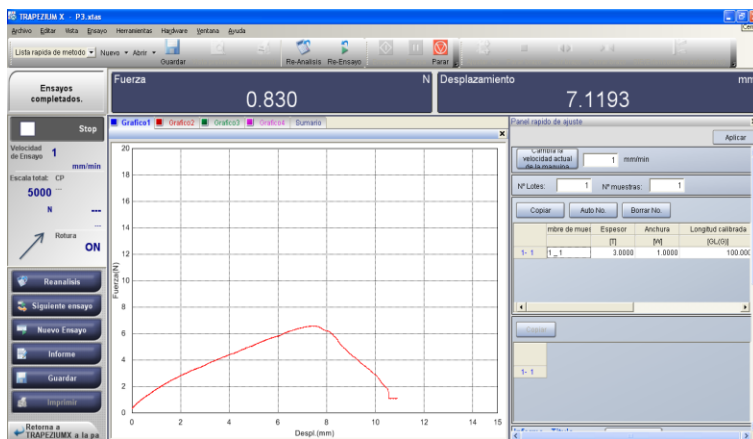 TRAPEZIUM X - P3.xtax
Archivo Editar Vista Ensayo Herramientas Hardware Ventana Ayuda
Lista rapida de metodo Nuevo Abrir Guardar Re-Analisis Re-Ensayo Parar
Ensayos completados.
Fuerza N Desplazamiento mm
0.830 7.1193
Stop
Velocidad de Ensayo 1 mm/min
Escala total: CP
5000 ---
N ---
Rotura
ON
Reanalisis
Siguiente ensayo
Nuevo Ensayo
Informe
Guardar
Imprimir
Retorna a
TRAPEZIUMX a la pa
Grafico1 Grafico2 Grafico3 Grafico4 Sumario
Fuerza(N)
20
18
16
14
12
10
8
6
4
2
0
0 2 4 6 8 10 12 14 15
Despl.(mm)
Panel rapido de ajuste
Aplicar
Cambia la
velocidad actual
de la maquina
1 mm/min
Nº Lotes: 1 Nº muestras: 1
Copiar Auto No. Borrar No.
mbre de mues Espesor Anchura Longitud calibrada
[T] [W] [GL(G)]
1- 1 1 _ 1 3.0000 1.0000 100.000
Copiar
1- 1